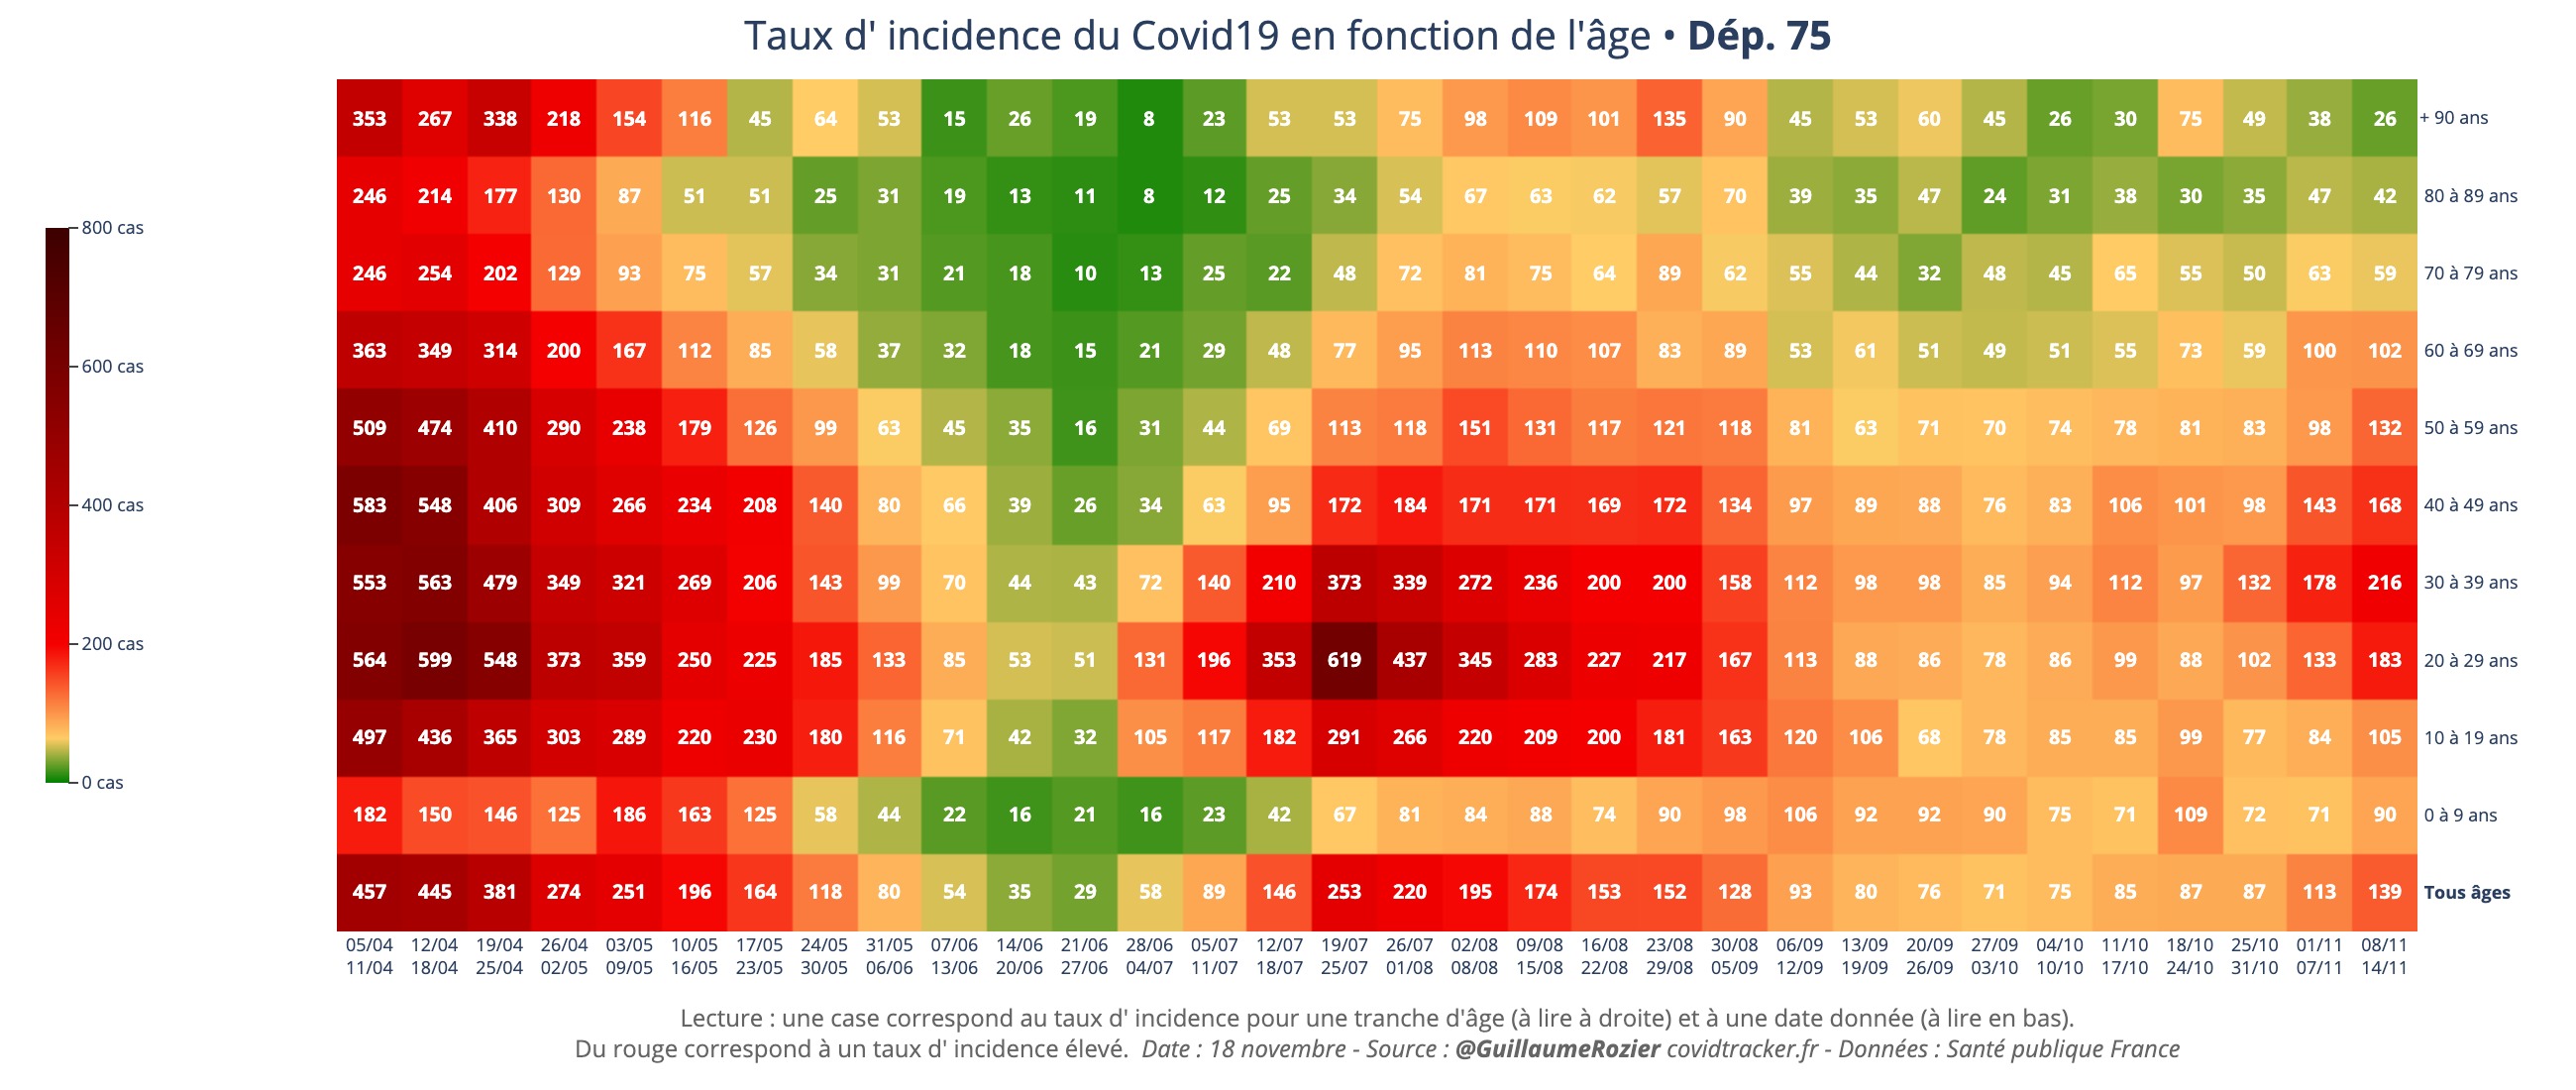 Taux d' incidence du Covid19 en fonction de l'âge • Dép. 75
800 cas
600 cas
400 cas
200 cas
0 cas
353 267 338 218 154 116 45 64 53 15 26 19 8 23 53 53 75 98 109 101 135 90 45 53 60 45 26 30 75 49 38 26 + 90 ans
246 214 177 130 87 51 51 25 31 19 13 11 8 12 25 34 54 67 63 62 57 70 39 35 47 24 31 38 30 35 47 42 80 à 89 ans
246 254 202 129 93 75 57 34 31 21 18 10 13 25 22 48 72 81 75 64 89 62 55 44 32 48 45 65 55 50 63 59 70 à 79 ans
363 349 314 200 167 112 85 58 37 32 18 15 21 29 48 77 95 113 110 107 83 89 53 61 51 49 51 55 73 59 100 102 60 à 69 ans
509 474 410 290 238 179 126 99 63 45 35 16 31 44 69 113 118 151 131 117 121 118 81 63 71 70 74 78 81 83 98 132 50 à 59 ans
583 548 406 309 266 234 208 140 80 66 39 26 34 63 95 172 184 171 171 169 172 134 97 89 88 76 83 106 101 98 143 168 40 à 49 ans
553 563 479 349 321 269 206 143 99 70 44 43 72 140 210 373 339 272 236 200 200 158 112 98 98 85 94 112 97 132 178 216 30 à 39 ans
564 599 548 373 359 250 225 185 133 85 53 51 131 196 353 619 437 345 283 227 217 167 113 88 86 78 86 99 88 102 133 183 20 à 29 ans
497 436 365 303 289 220 230 180 116 71 42 32 105 117 182 291 266 220 209 200 181 163 120 106 68 78 85 85 99 77 84 105 10 à 19 ans
182 150 146 125 186 163 125 58 44 22 16 21 16 23 42 67 81 84 88 74 90 98 106 92 92 90 75 71 109 72 71 90 0 à 9 ans
457 445 381 274 251 196 164 118 80 54 35 29 58 89 146 253 220 195 174 153 152 128 93 80 76 71 75 85 87 87 113 139 Tous âges
05/04 12/04 19/04 26/04 03/05 10/05 17/05 24/05 31/05 07/06 14/06 21/06 28/06 05/07 12/07 19/07 26/07 02/08 09/08 16/08 23/08 30/08 06/09 13/09 20/09 27/09 04/10 11/10 18/10 25/10 01/11 08/11
11/04 18/04 25/04 02/05 09/05 16/05 23/05 30/05 06/06 13/06 20/06 27/06 04/07 11/07 18/07 25/07 01/08 08/08 15/08 22/08 29/08 05/09 12/09 19/09 26/09 03/10 10/10 17/10 24/10 31/10 07/11 14/11
Lecture : une case correspond au taux d' incidence pour une tranche d'âge (à lire à droite) et à une date donnée (à lire en bas).
Du rouge correspond à un taux d' incidence élevé. Date : 18 novembre - Source : @GuillaumeRozier covidtracker.fr - Données : Santé publique France